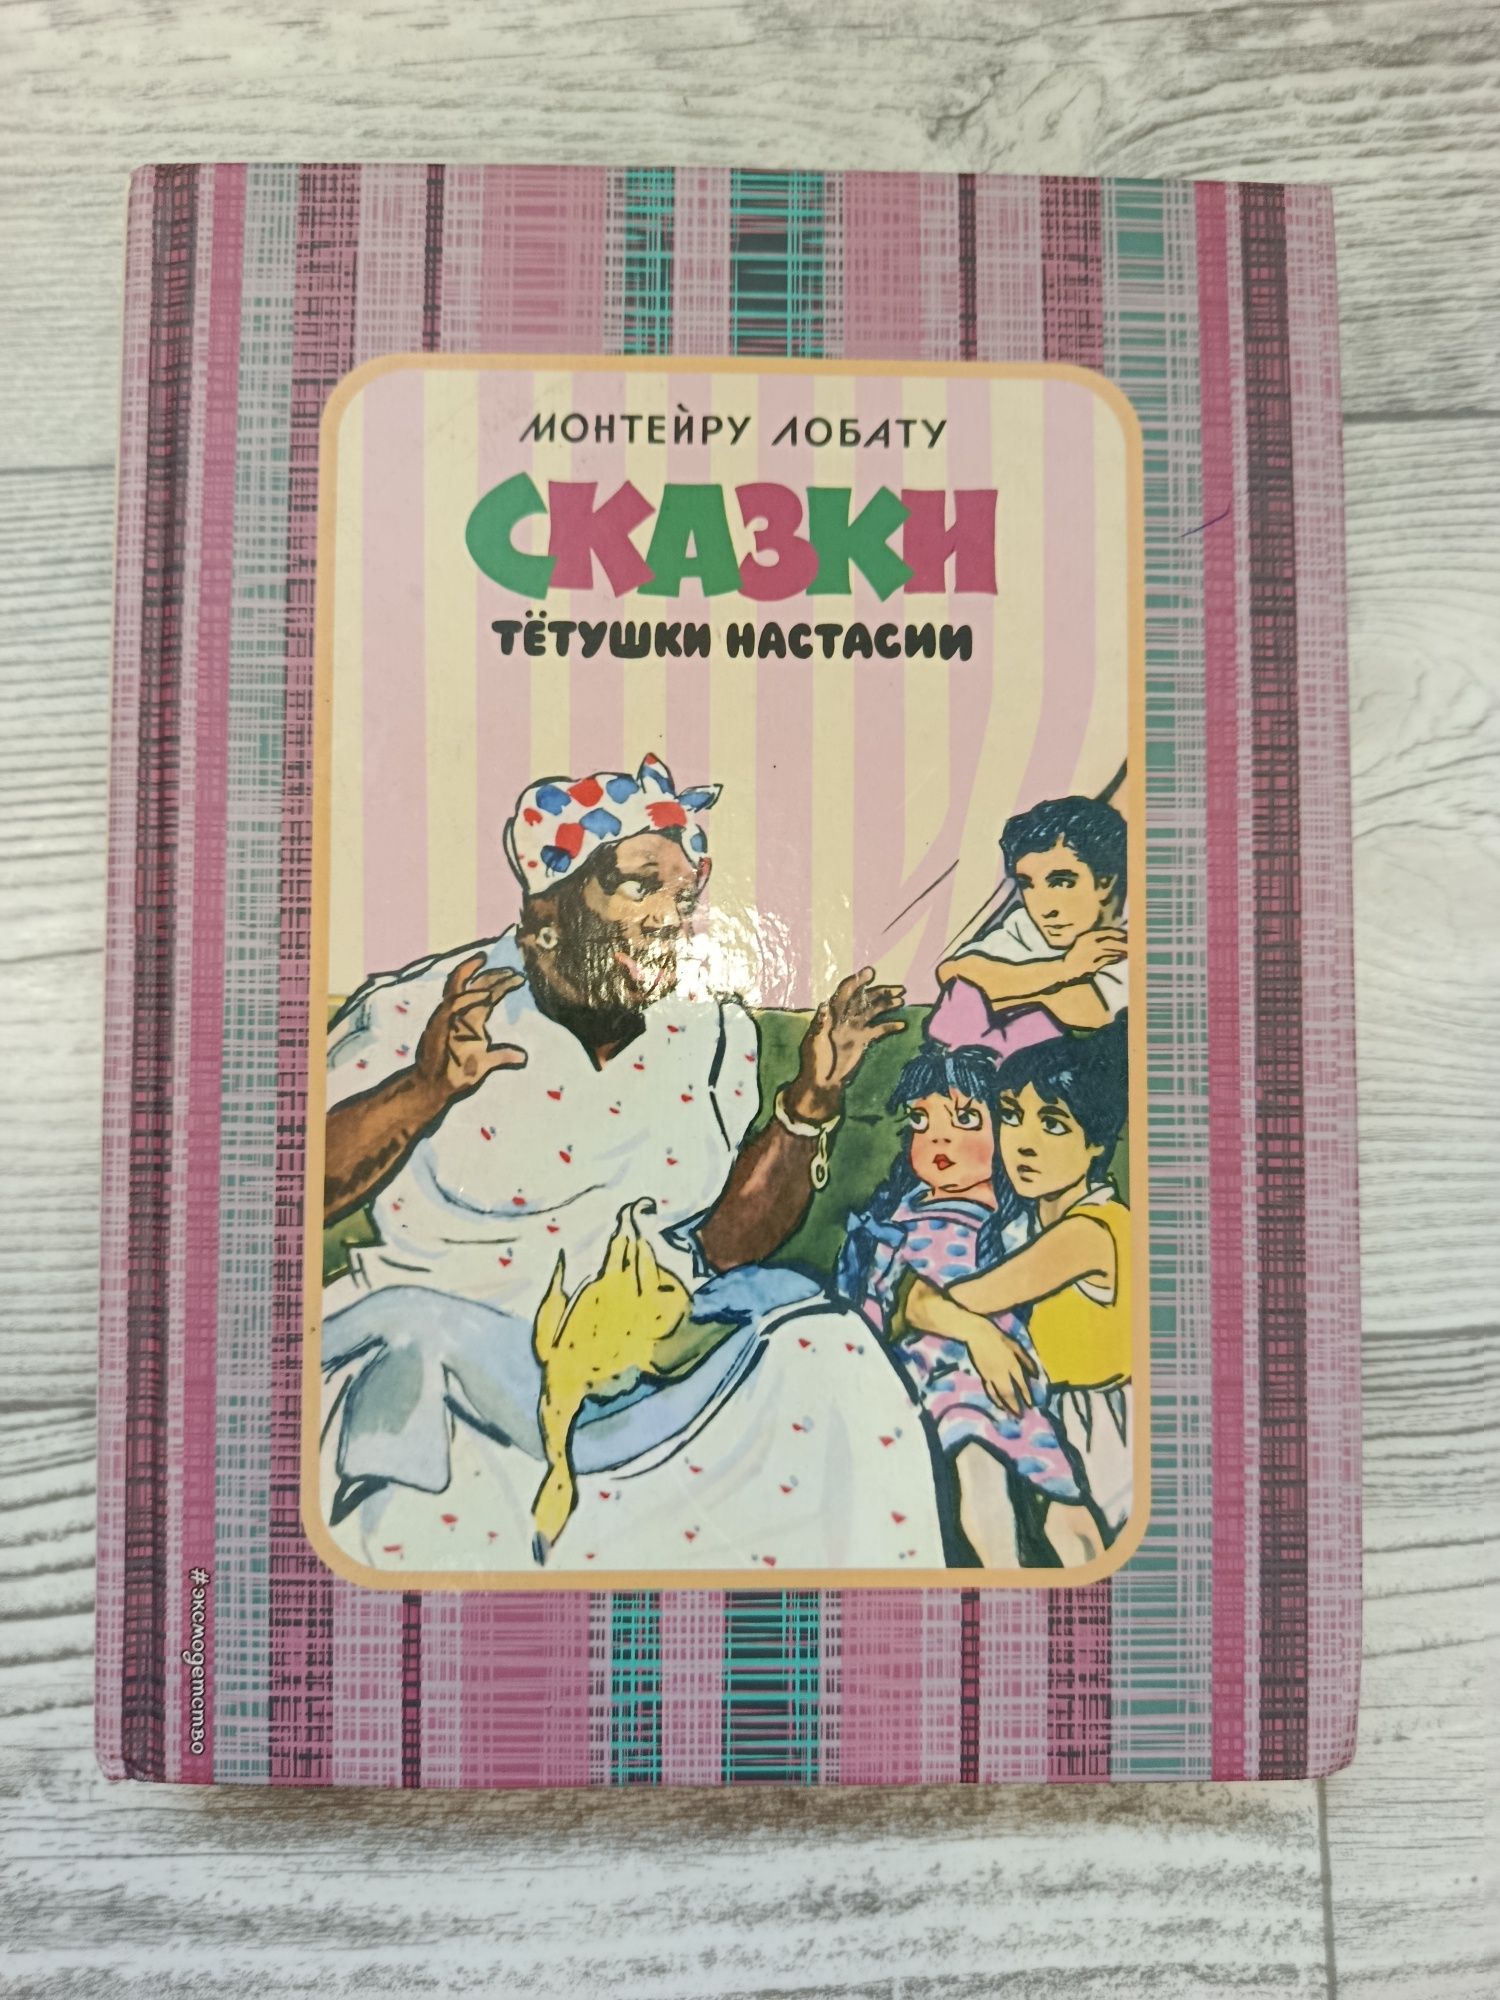 МОНТЕЙРУ ЛОБАТУ
СКАЗКИ
ТЁТУШКИ НАСТАСИИ
#эксмодетство